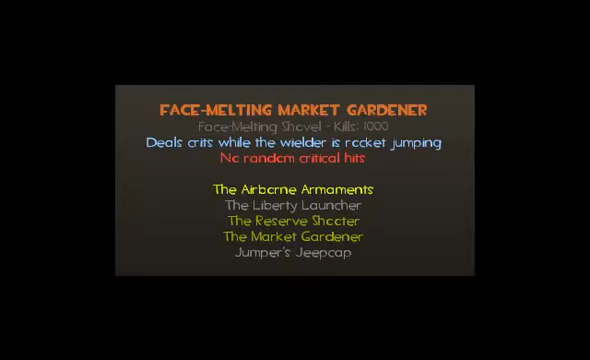 FACE-MELTING MARKET GARDENER
Face-Melting Shovel - Kills: 1000
Deals crits while the wielder is rocket jumping
No random critical hits
The Airborne Armaments
The Liberty Launcher
The Reserve Shooter
The Market Gardener
Jumper's Jeepcap